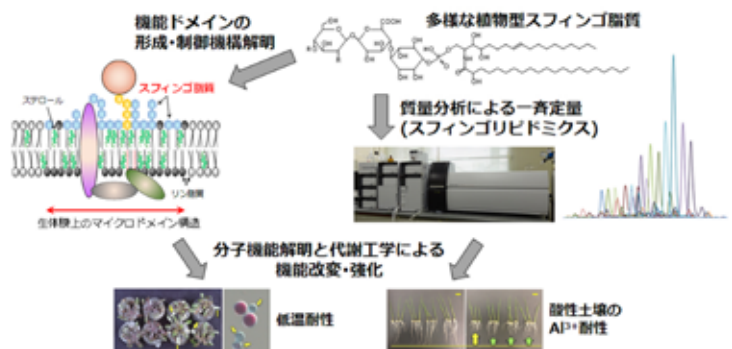 機能ドメインの
形成・制御機構解明
多様な植物型スフィンゴ脂質
スフィンゴ脂質
ステロール
リン脂質
生体膜上のマイクロドメイン構造
質量分析による一斉定量
(スフィンゴリピドミクス)
分子機能解明と代謝工学による
機能改変・強化
低温耐性
酸性土壌の
Al³⁺耐性